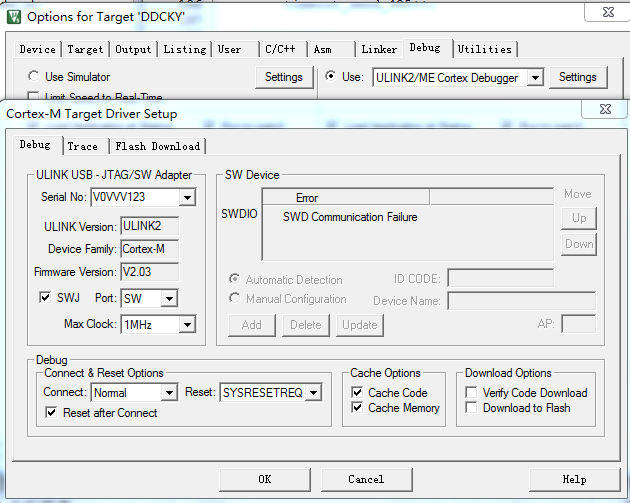 Options for Target 'DDCKY'
Device Target Output Listing User C/C++ Asm Linker Debug Utilities
Use Simulator Settings Use: ULINK2/ME Cortex Debugger Settings
Limit Speed to Real-Time
Cortex-M Target Driver Setup
Debug Trace Flash Download
ULINK USB - JTAG/SW Adapter
Serial No: V0VVV123
ULINK Version: ULINK2
Device Family: Cortex-M
Firmware Version: V2.03
SWJ Port: SW
Max Clock: 1MHz
SW Device
Error
SWDIO SWD Communication Failure
Move
Up
Down
Automatic Detection ID CODE:
Manual Configuration Device Name:
Add Delete Update AP:
Debug
Connect & Reset Options
Connect: Normal Reset: SYSRESETREQ
Reset after Connect
Cache Options
Cache Code
Cache Memory
Download Options
Verify Code Download
Download to Flash
OK Cancel Help